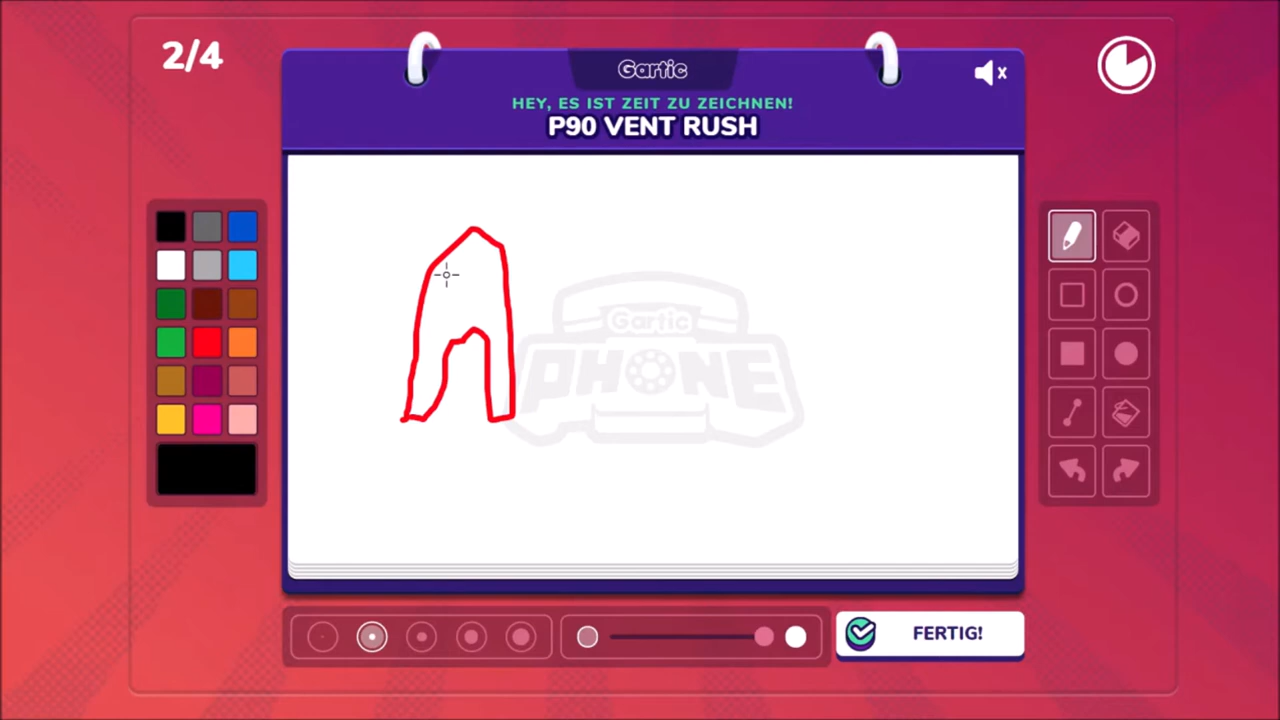 2/4
Gartic
HEY, ES IST ZEIT ZU ZEICHNEN!
P90 VENT RUSH
Gartic
PHONE
FERTIG!